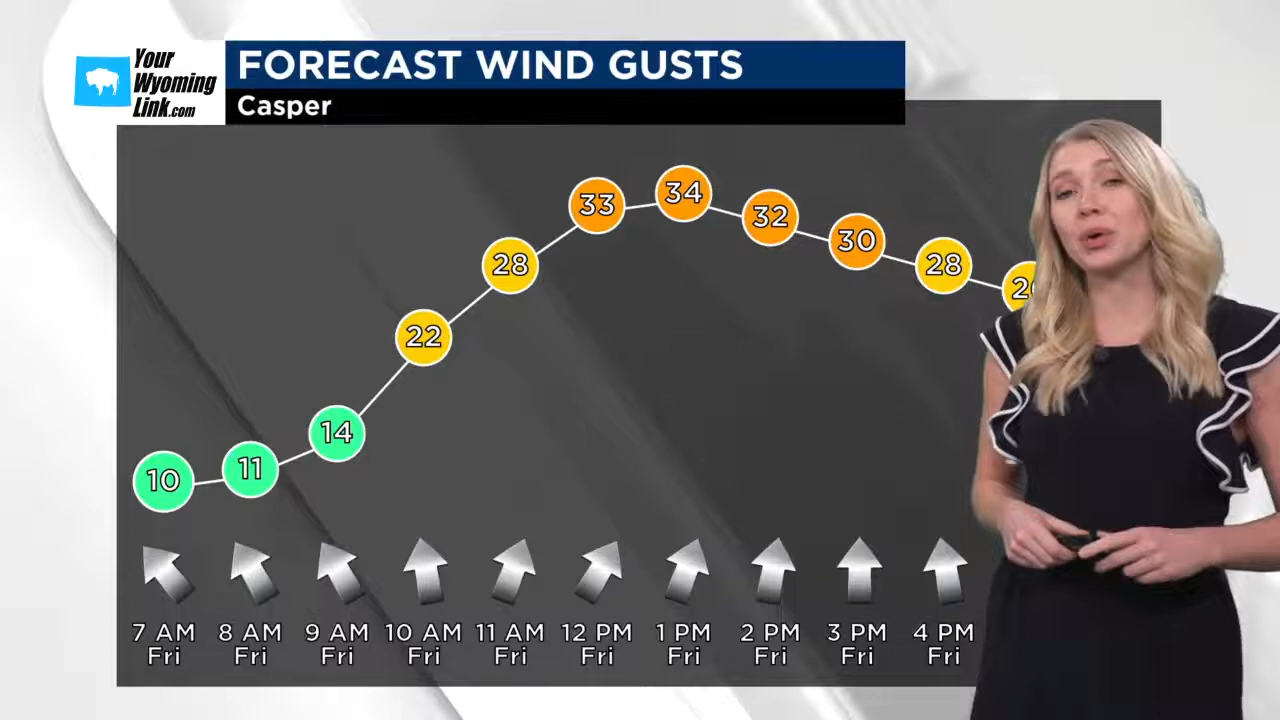 Your
Wyoming
Link.com
FORECAST WIND GUSTS
Casper
10
11
14
22
28
33
34
32
30
28
7 AM 8 AM 9 AM 10 AM 11 AM 12 PM 1 PM 2 PM 3 PM 4 PM
Fri Fri Fri Fri Fri Fri Fri Fri Fri Fri